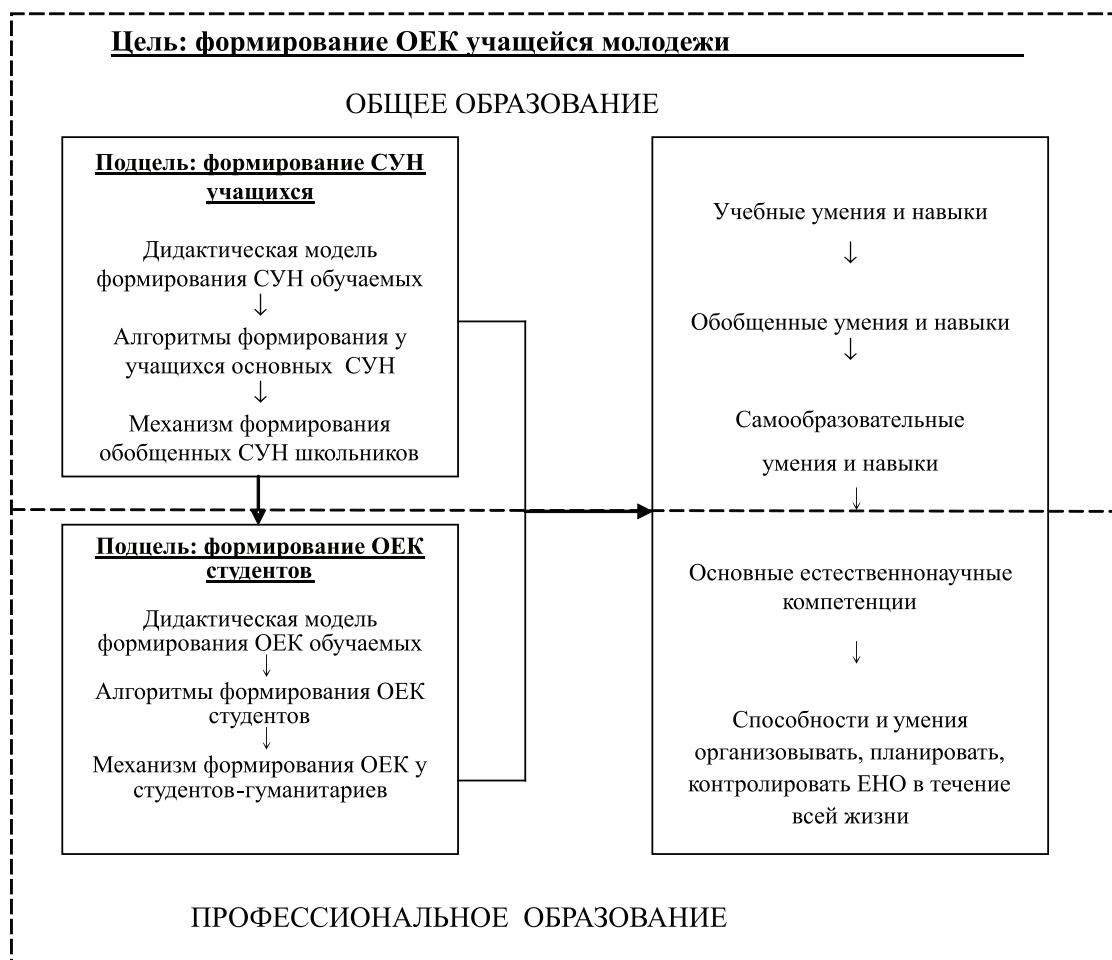 Цель: формирование ОЕК учащейся молодежи
ОБЩЕЕ ОБРАЗОВАНИЕ
Подцель: формирование СУН
учащихся
Дидактическая модель
формирования СУН обучаемых
↓
Алгоритмы формирования у
учащихся основных СУН
↓
Механизм формирования
обобщенных СУН школьников
Подцель: формирование ОЕК
студентов
Дидактическая модель
формирования ОЕК обучаемых
↓
Алгоритмы формирования ОЕК
студентов
↓
Механизм формирования ОЕК у
студентов-гуманитариев
Учебные умения и навыки
↓
Обобщенные умения и навыки
↓
Самообразовательные
умения и навыки
↓
Основные естественнонаучные
компетенции
↓
Способности и умения
организовывать, планировать,
контролировать ЕНО в течение
всей жизни
ПРОФЕССИОНАЛЬНОЕ ОБРАЗОВАНИЕ